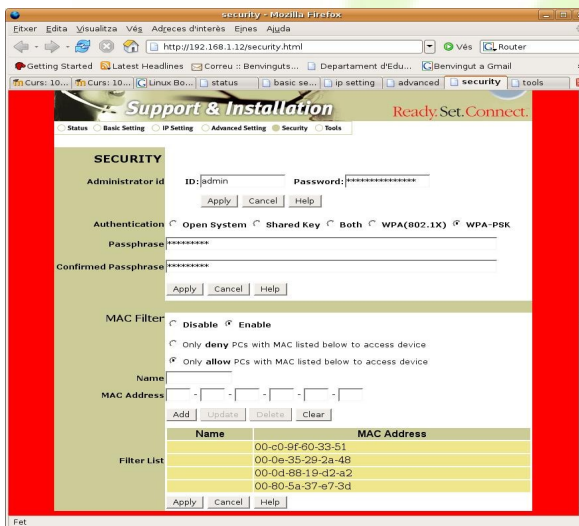 security - Mozilla Firefox
Eitxer Edita Visualitza Vés Adreces d'interès Eines Ajuda
http://192.168.1.12/security.html Vés Router
Getting Started Latest Headlines Correu :: Benvinguts... Departament d'Edu... Benvingut a Gmail
Curs: 10... Curs: 10... Linux Bo... status basic se... ip setting advanced security tools
Support & Installation Ready. Set. Connect.
Status Basic Setting IP Setting Advanced Setting Security Tools
SECURITY
Administrator id ID: admin Password: ***************
Apply Cancel Help
Authentication Open System Shared Key Both WPA(802.1X) WPA-PSK
Passphrase *********
Confirmed Passphrase *********
Apply Cancel Help
MAC Filter Disable Enable
Only deny PCs with MAC listed below to access device
Only allow PCs with MAC listed below to access device
Name
MAC Address - - - - -
Add Update Delete Clear
Name MAC Address
Filter List
00-c0-9f-60-33-51
00-0e-35-29-2a-48
00-0d-88-19-d2-a2
00-80-5a-37-e7-3d
Apply Cancel Help
Fet